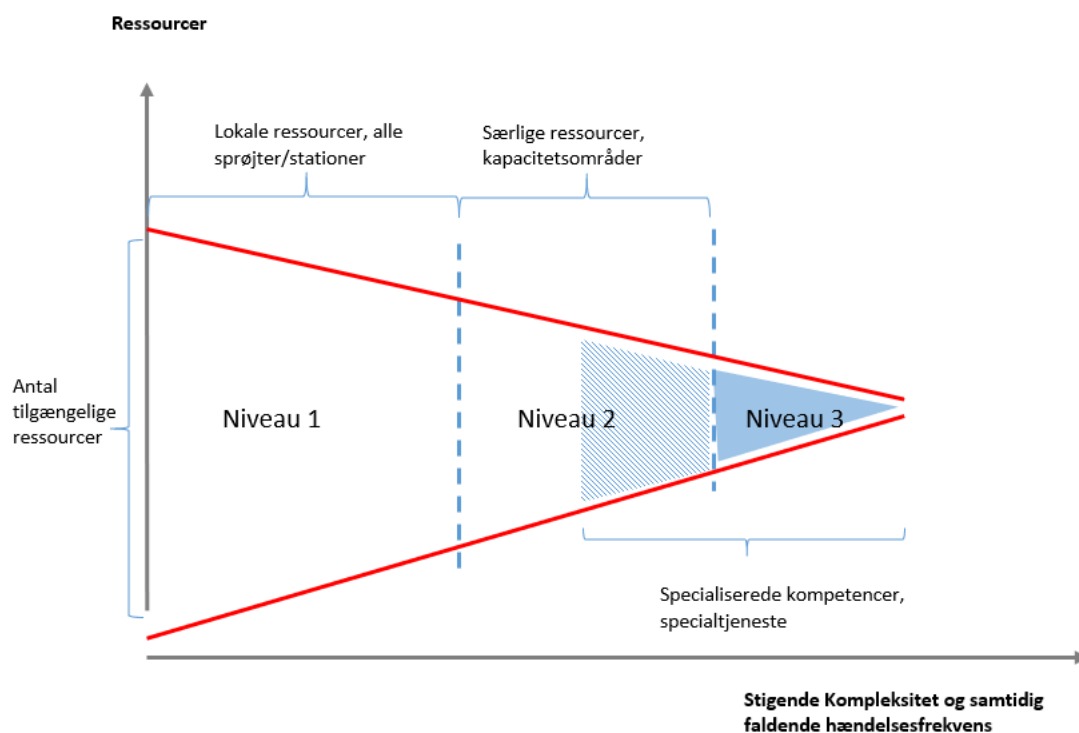 Ressourcer
Lokale ressourcer, alle
sprøjter/stationer
Særlige ressourcer,
kapacitetsområder
Antal
tilgængelige
ressourcer
Niveau 1
Niveau 2
Niveau 3
Specialiserede kompetencer,
specialtjeneste
Stigende Kompleksitet og samtidig
faldende hændelsesfrekvens